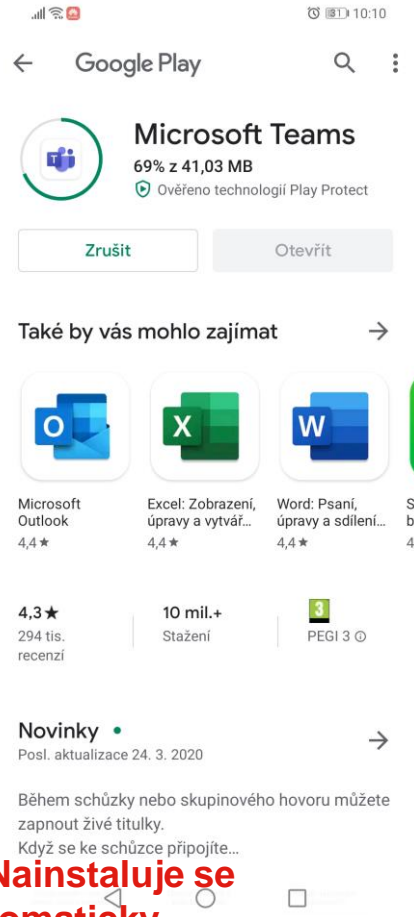 31 10:10
Google Play
Microsoft Teams
69% z 41,03 MB
Ověřeno technologií Play Protect
Zrušit
Otevřít
Také by vás mohlo zajímat
Microsoft Outlook
4,4★
Excel: Zobrazení, úpravy a vytvář...
4,4★
Word: Psaní, úpravy a sdílení...
4,4★
4,3★
294 tis. recenzí
10 mil.+
Stažení
3
PEGI 3
Novinky
Posl. aktualizace 24. 3. 2020
Během schůzky nebo skupinového hovoru můžete
zapnout živé titulky.
Když se ke schůzce připojíte...
Nainstaluje se